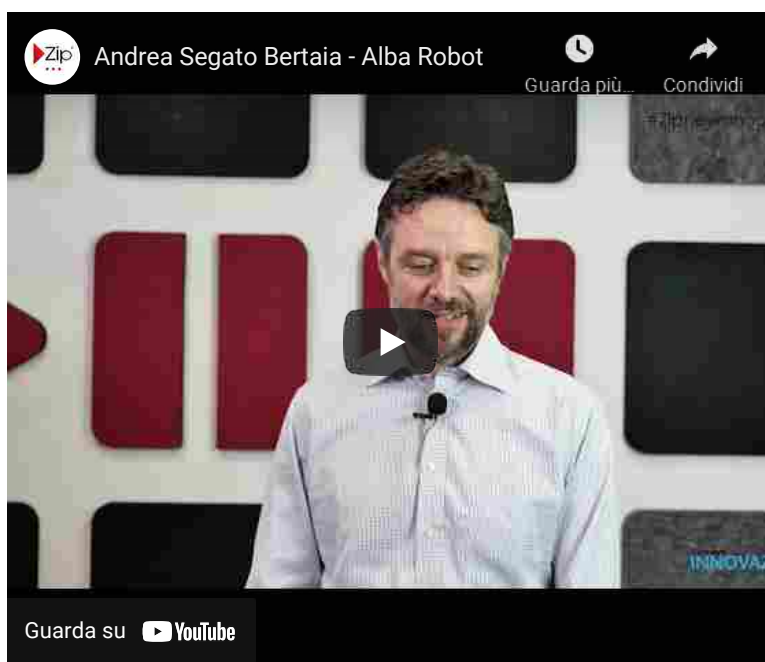 Zip
Andrea Segato Bertaia - Alba Robot
Guarda più...
Condividi
INNOVAZ
Guarda su YouTube